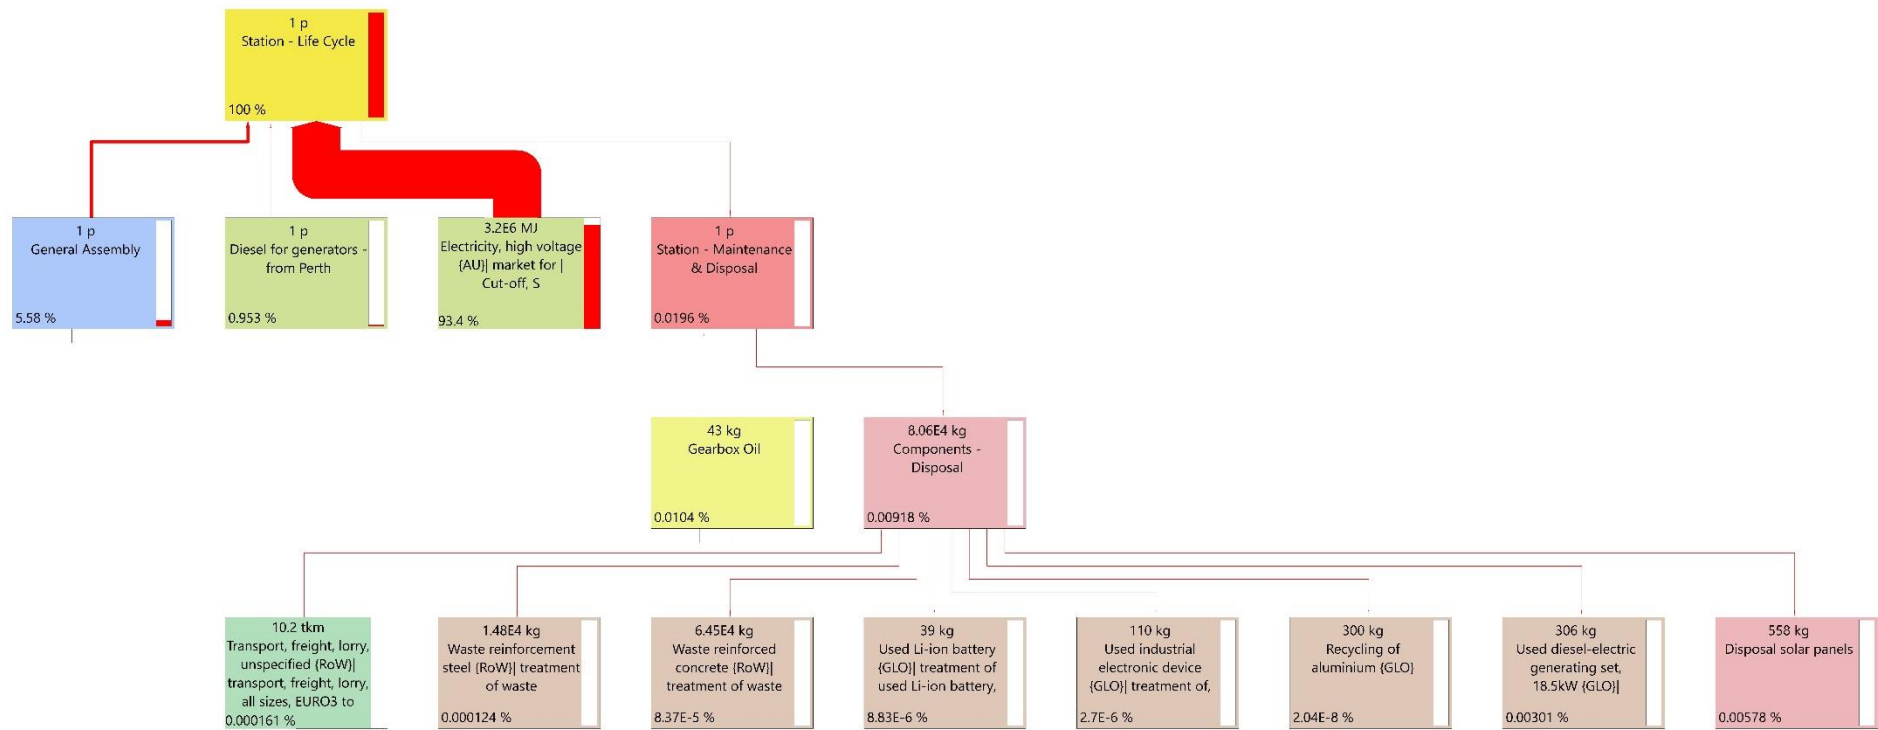 1 p
Station - Life Cycle
100 %
1 p
General Assembly
5.58 %
1 p
Diesel for generators -
from Perth
0.953 %
3.2E6 MJ
Electricity, high voltage
{AU}| market for |
Cut-off, S
93.4 %
1 p
Station - Maintenance
& Disposal
0.0196 %
43 kg
Gearbox Oil
0.0104 %
8.06E4 kg
Components -
Disposal
0.00918 %
10.2 tkm
Transport, freight, lorry,
unspecified {RoW}|
transport, freight, lorry,
all sizes, EURO3 to
0.000161 %
1.48E4 kg
Waste reinforcement
steel {RoW}| treatment
of waste
0.000124 %
6.45E4 kg
Waste reinforced
concrete {RoW}|
treatment of waste
8.37E-5 %
39 kg
Used Li-ion battery
{GLO}| treatment of
used Li-ion battery,
8.83E-6 %
110 kg
Used industrial
electronic device
{GLO}| treatment of,
2.7E-6 %
300 kg
Recycling of
aluminium {GLO}
2.04E-8 %
306 kg
Used diesel-electric
generating set,
18.5kW {GLO}|
0.00301 %
558 kg
Disposal solar panels
0.00578 %